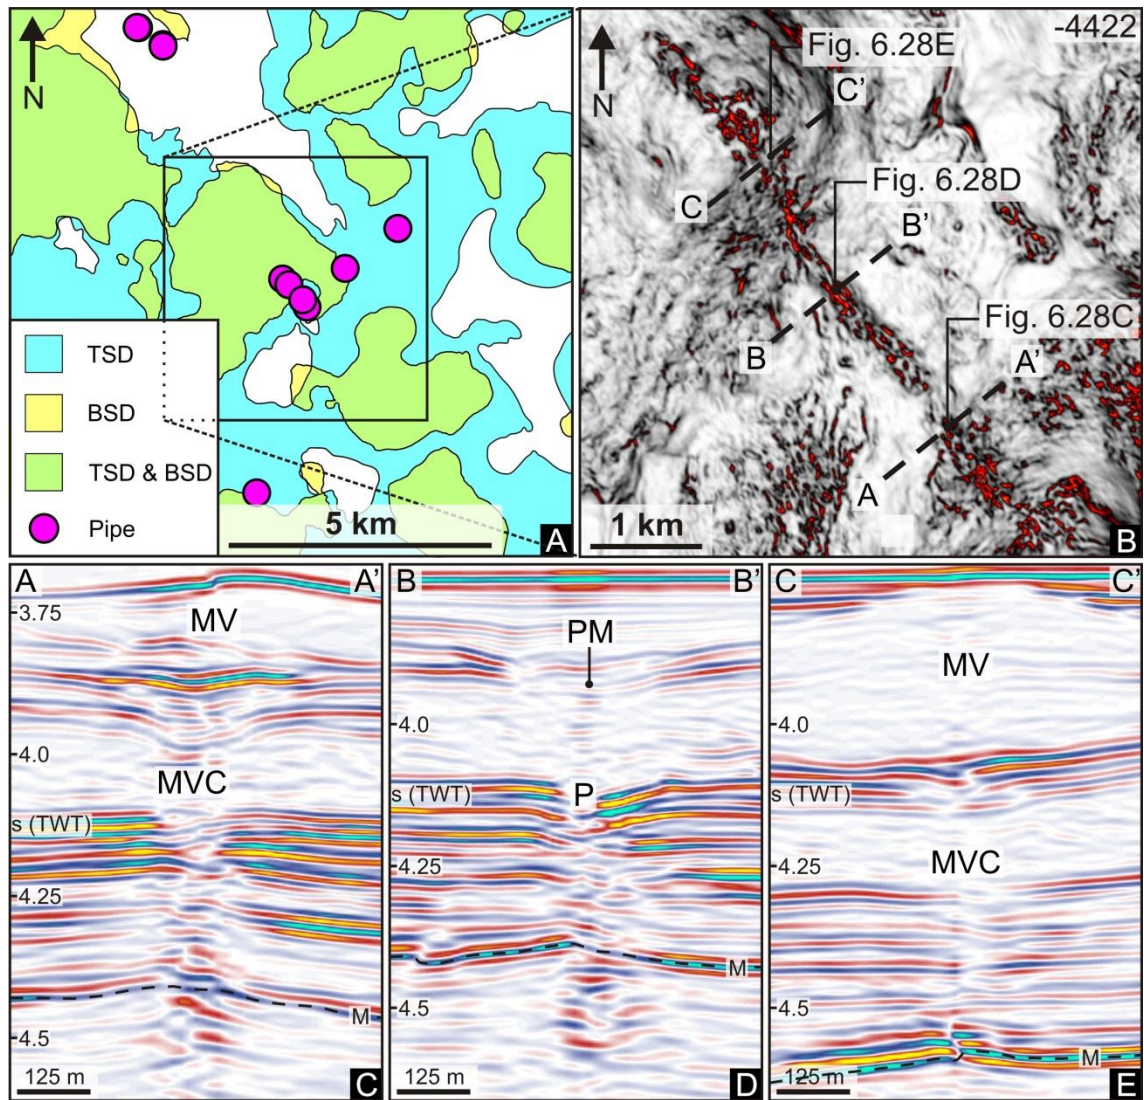 N
TSD
BSD
TSD & BSD
Pipe
5 km
A
-4422
N
Fig. 6.28E
C'
C
Fig. 6.28D
B'
B
Fig. 6.28C
A'
A
1 km
B
A
A'
3.75
MV
4.0
MVC
s (TWT)
4.25
M
4.5
125 m
C
B
B'
PM
4.0
s (TWT)
P
4.25
M
4.5
125 m
D
C
C'
MV
4.0
s (TWT)
4.25
MVC
4.5
M
125 m
E